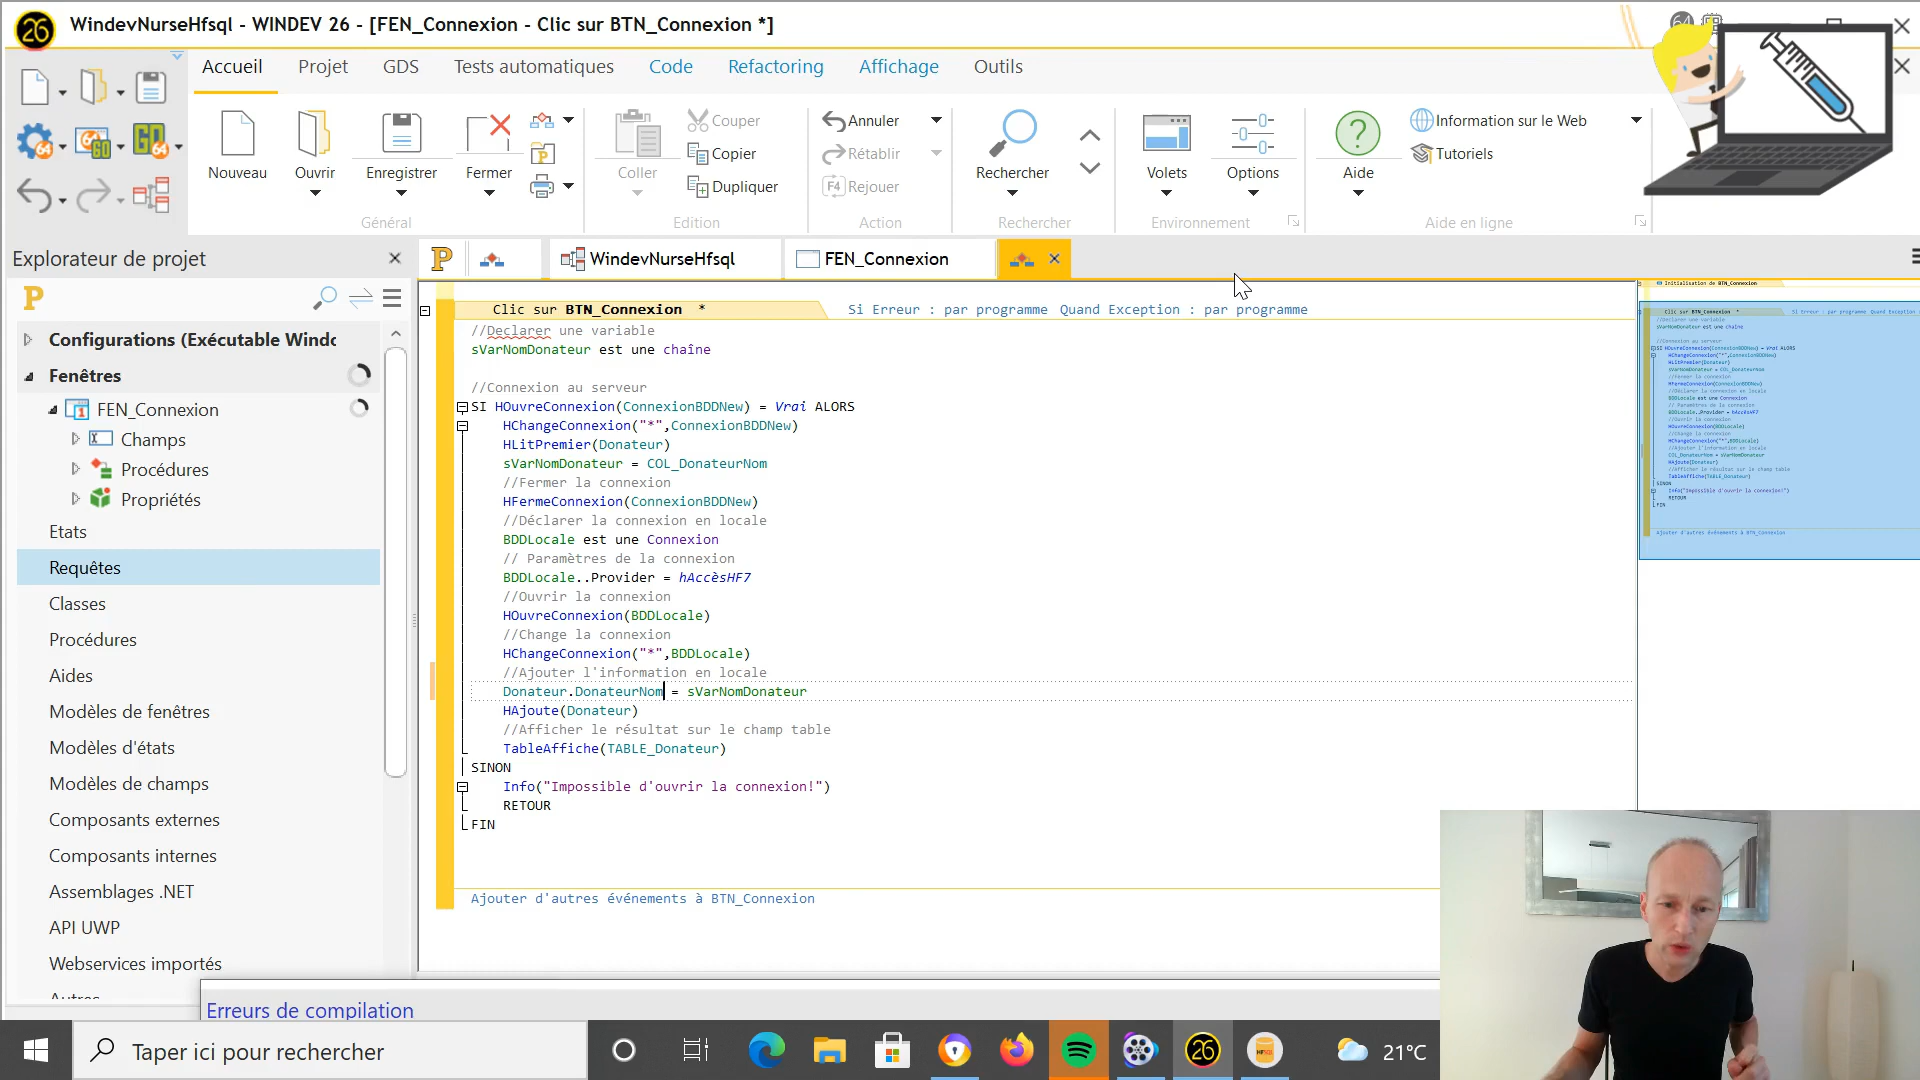 26 WindevNurseHfsql - WINDEV 26 - [FEN_Connexion - Clic sur BTN_Connexion *]
Accueil Projet GDS Tests automatiques Code Refactoring Affichage Outils
Nouveau Ouvrir Enregistrer Fermer
Général
Coller Couper Copier Dupliquer
Edition
Annuler Rétablir F4 Rejouer
Action
Rechercher
Rechercher
Volets Options
Environnement
Aide Information sur le Web Tutoriels
Aide en ligne
64
GO
64
Explorateur de projet
WindevNurseHfsql FEN_Connexion
Configurations (Exécutable Windo
Fenêtres
FEN_Connexion
Champs
Procédures
Propriétés
Etats
Requêtes
Classes
Procédures
Aides
Modèles de fenêtres
Modèles d'états
Modèles de champs
Composants externes
Composants internes
Assemblages .NET
API UWP
Webservices importés
Clic sur BTN_Connexion * Si Erreur : par programme Quand Exception : par programme
//Declarer une variable
sVarNomDonateur est une chaîne
//Connexion au serveur
SI HOuvreConnexion(ConnexionBDDNew) = Vrai ALORS
HChangeConnexion("*",ConnexionBDDNew)
HLitPremier(Donateur)
sVarNomDonateur = COL_DonateurNom
//Fermer la connexion
HFermeConnexion(ConnexionBDDNew)
//Déclarer la connexion en locale
BDDLocale est une Connexion
// Paramètres de la connexion
BDDLocale..Provider = hAccèsHF7
//Ouvrir la connexion
HOuvreConnexion(BDDLocale)
//Change la connexion
HChangeConnexion("*",BDDLocale)
//Ajouter l'information en locale
Donateur.DonateurNom = sVarNomDonateur
HAjoute(Donateur)
//Afficher le résultat sur le champ table
TableAffiche(TABLE_Donateur)
SINON
Info("Impossible d'ouvrir la connexion!")
RETOUR
FIN
Ajouter d'autres événements à BTN_Connexion
Erreurs de compilation
Taper ici pour rechercher
26
21°C